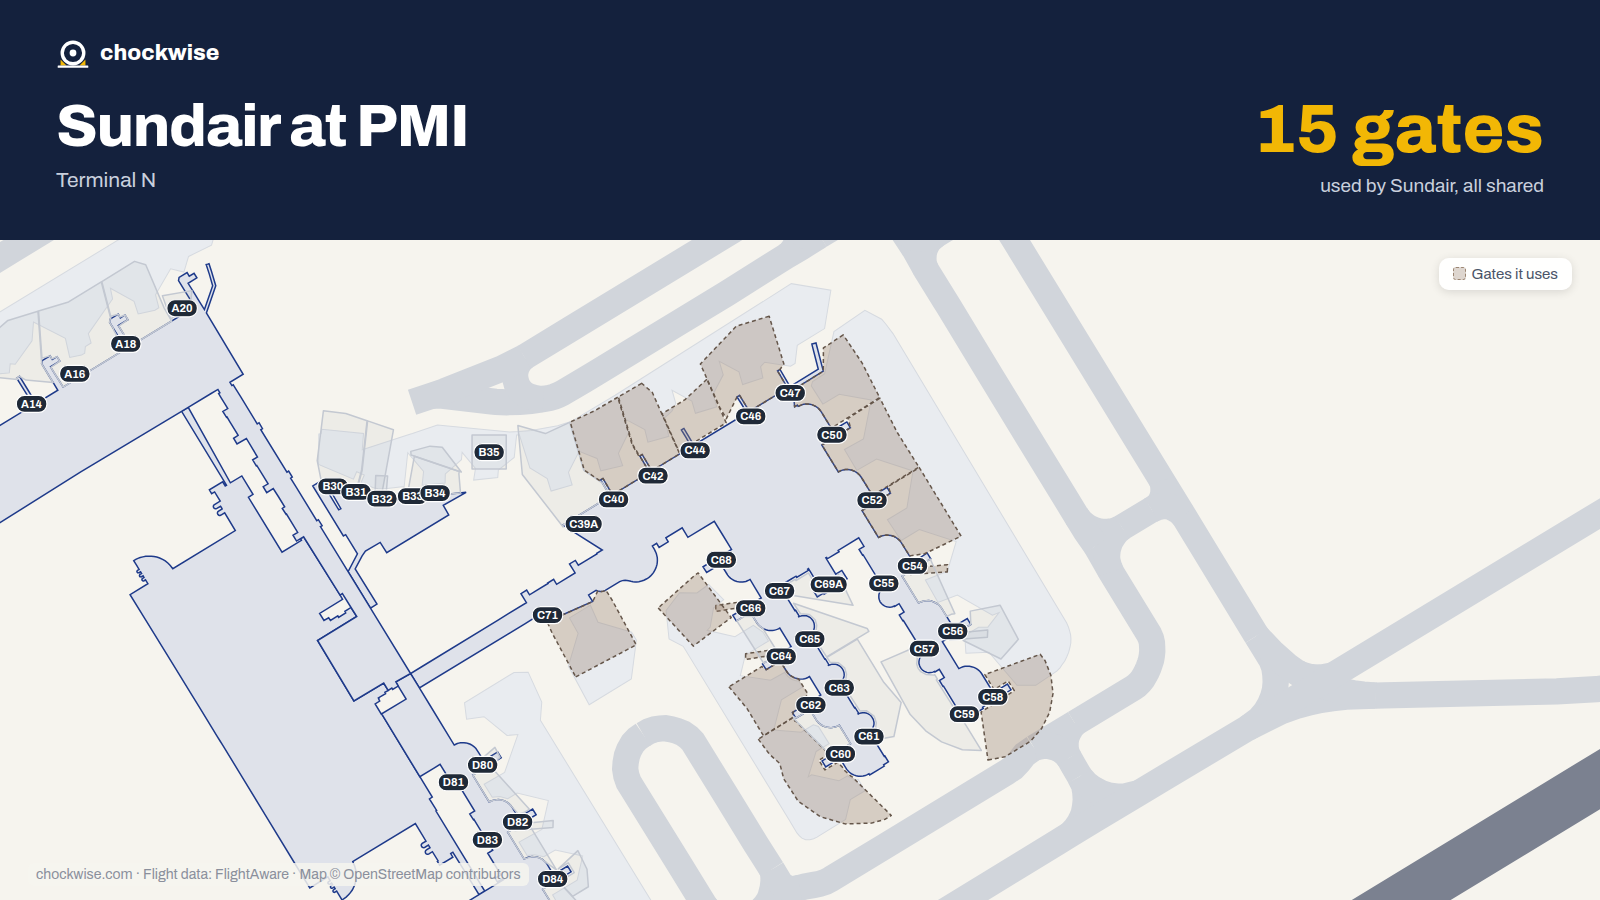 chockwise
Sundair at PMI
Terminal N
15 gates
used by Sundair, all shared
Gates it uses
A20
A18
A16
A14
B35
B30
B31
B32
B33
B34
C47
C46
C50
C44
C42
C40
C39A
C52
C68
C54
C55
C67
C69A
C66
C71
C65
C56
C57
C64
C63
C58
C62
C59
C61
C60
D80
D81
D82
D83
D84
chockwise.com · Flight data: FlightAware · Map © OpenStreetMap contributors